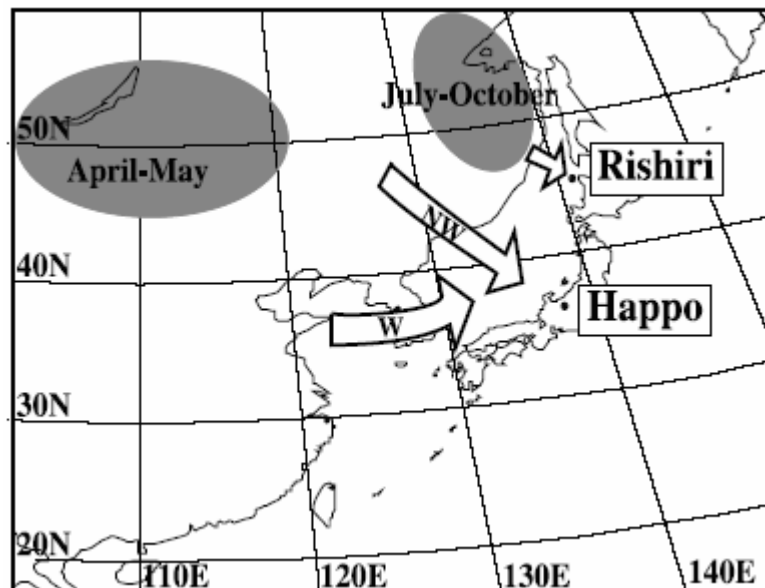 July-October
50N
April-May
Rishiri
NW
40N
Happo
W
30N
20N
110E
120E
130E
140E